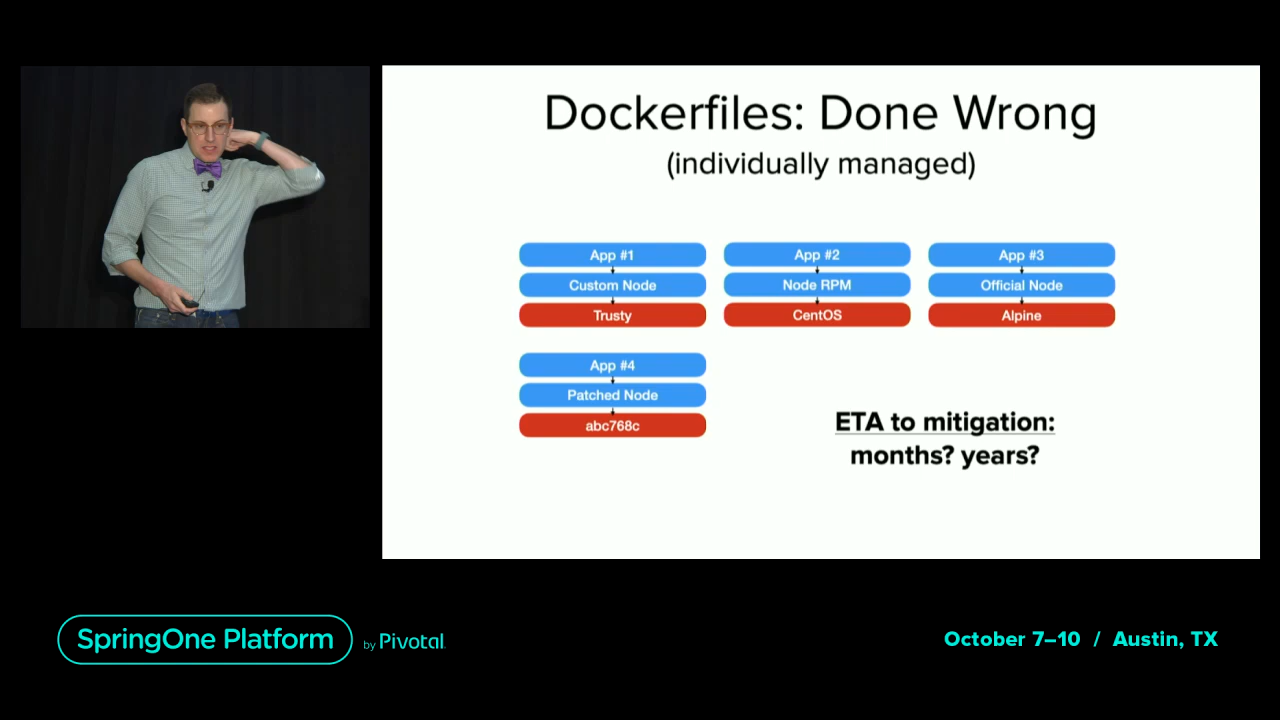 Dockerfiles: Done Wrong
(individually managed)
App #1
Custom Node
Trusty
App #2
Node RPM
CentOS
App #3
Official Node
Alpine
App #4
Patched Node
abc768c
ETA to mitigation:
months? years?
SpringOne Platform by Pivotal
October 7–10 / Austin, TX